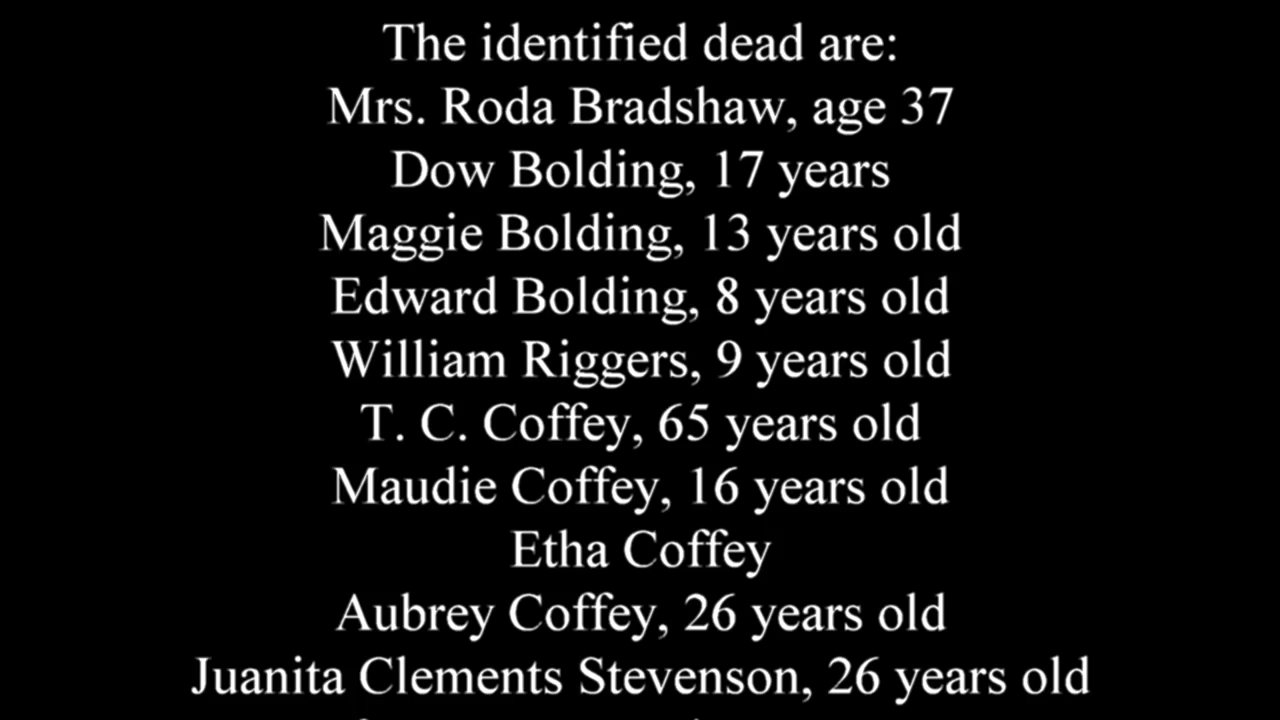 The identified dead are:
Mrs. Roda Bradshaw, age 37
Dow Bolding, 17 years
Maggie Bolding, 13 years old
Edward Bolding, 8 years old
William Riggers, 9 years old
T. C. Coffey, 65 years old
Maudie Coffey, 16 years old
Etha Coffey
Aubrey Coffey, 26 years old
Juanita Clements Stevenson, 26 years old